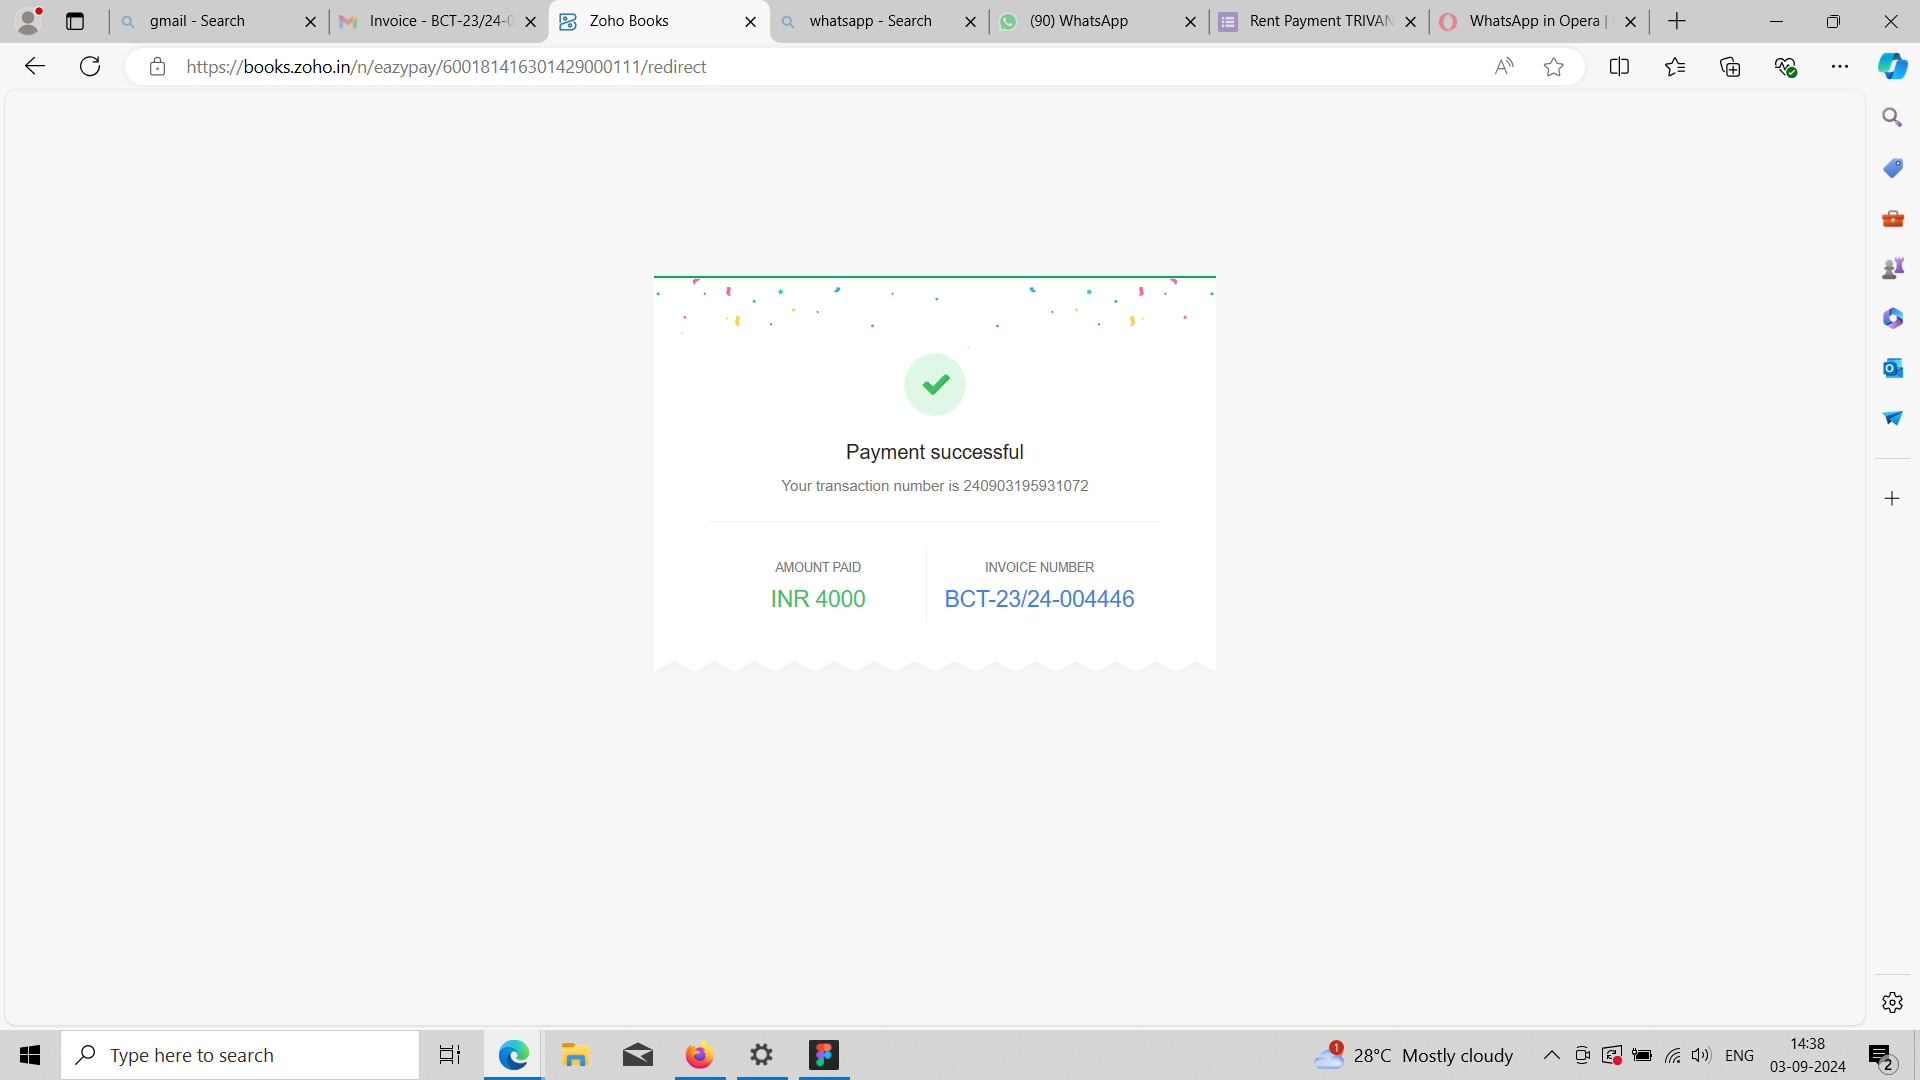 gmail - Search
Invoice - BCT-23/24-0
Zoho Books
whatsapp - Search
(90) WhatsApp
Rent Payment TRIVAN
WhatsApp in Opera |
https://books.zoho.in/n/eazypay/600181416301429000111/redirect
Payment successful
Your transaction number is 240903195931072
AMOUNT PAID
INR 4000
INVOICE NUMBER
BCT-23/24-004446
Type here to search
1
28°C Mostly cloudy
ENG
14:38
03-09-2024
2